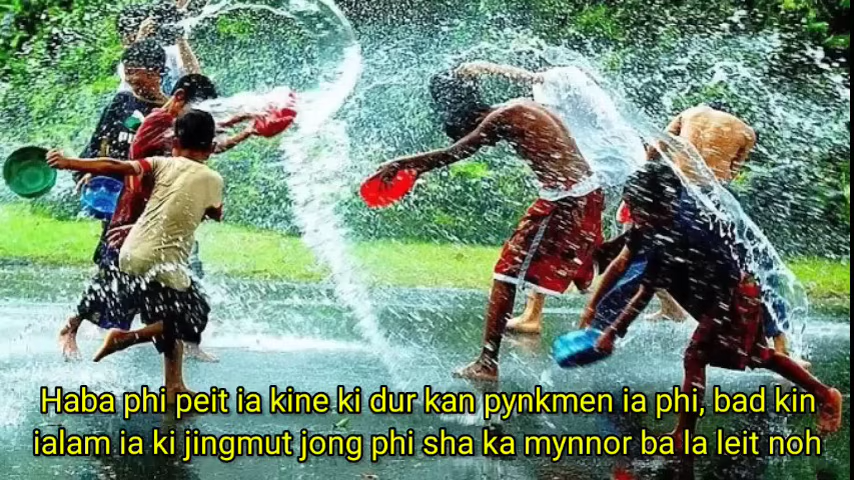 Haba phi peit ia kine ki dur kan pynkmen ia phi, bad kin
ialam ia ki jingmut jong phi sha ka mynnor ba la leit noh